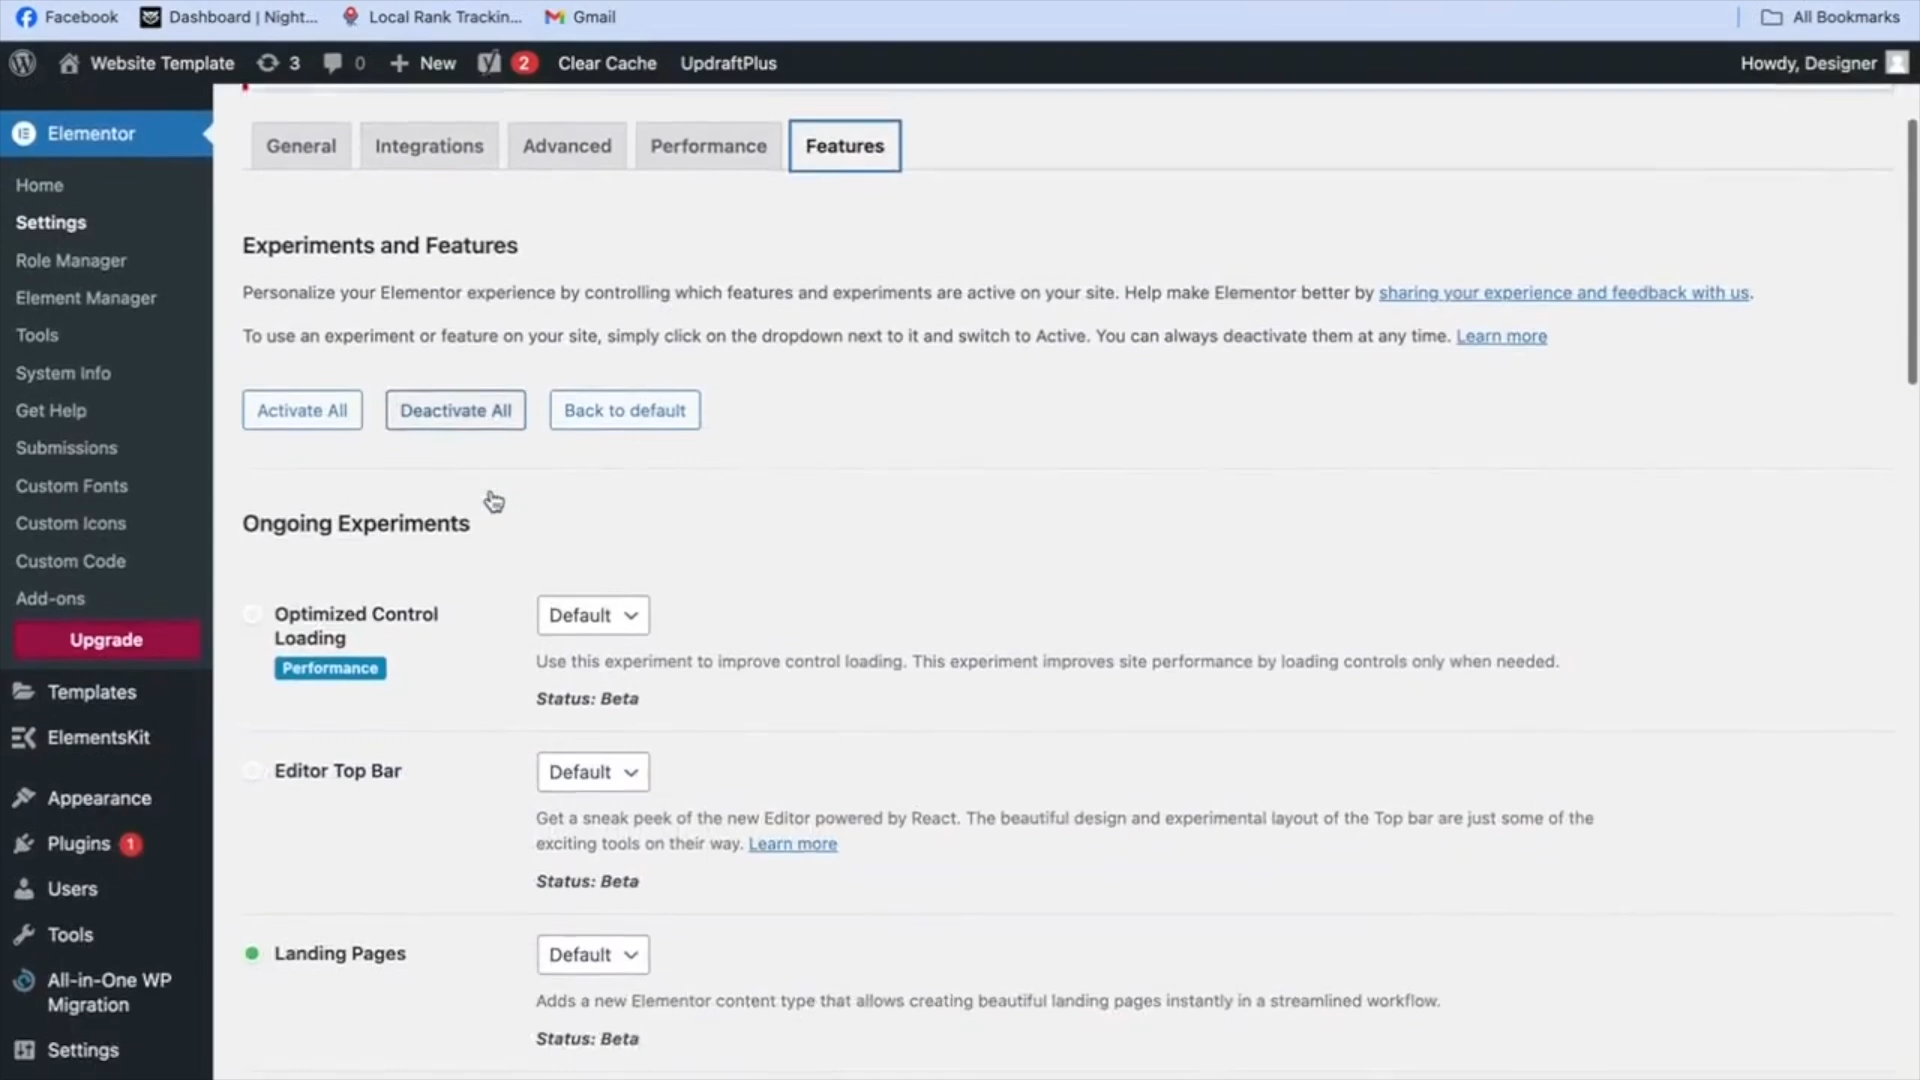 Facebook
Dashboard | Night...
Local Rank Trackin...
Gmail
All Bookmarks
Website Template
3
0
New
2
Clear Cache
UpdraftPlus
Howdy, Designer
Elementor
Home
Settings
Role Manager
Element Manager
Tools
System Info
Get Help
Submissions
Custom Fonts
Custom Icons
Custom Code
Add-ons
Upgrade
Templates
ElementsKit
Appearance
Plugins 1
Users
Tools
All-in-One WP
Migration
Settings
General
Integrations
Advanced
Performance
Features
Experiments and Features
Personalize your Elementor experience by controlling which features and experiments are active on your site. Help make Elementor better by sharing your experience and feedback with us.
To use an experiment or feature on your site, simply click on the dropdown next to it and switch to Active. You can always deactivate them at any time. Learn more
Activate All
Deactivate All
Back to default
Ongoing Experiments
Optimized Control
Loading
Performance
Default
Use this experiment to improve control loading. This experiment improves site performance by loading controls only when needed.
Status: Beta
Editor Top Bar
Default
Get a sneak peek of the new Editor powered by React. The beautiful design and experimental layout of the Top bar are just some of the
exciting tools on their way. Learn more
Status: Beta
Landing Pages
Default
Adds a new Elementor content type that allows creating beautiful landing pages instantly in a streamlined workflow.
Status: Beta